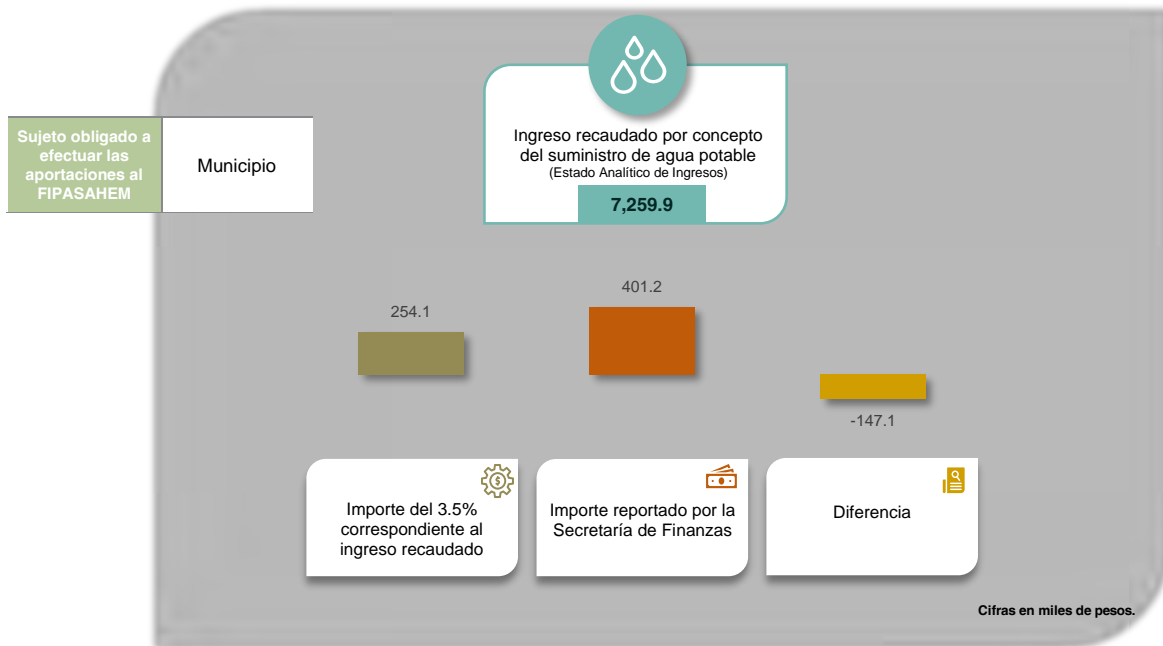 Sujeto obligado a
efectuar las
aportaciones al
FIPASAHEM
Municipio
Ingreso recaudado por concepto
del suministro de agua potable
(Estado Analítico de Ingresos)
7,259.9
254.1
401.2
-147.1
Importe del 3.5%
correspondiente al
ingreso recaudado
Importe reportado por la
Secretaría de Finanzas
Diferencia
Cifras en miles de pesos.